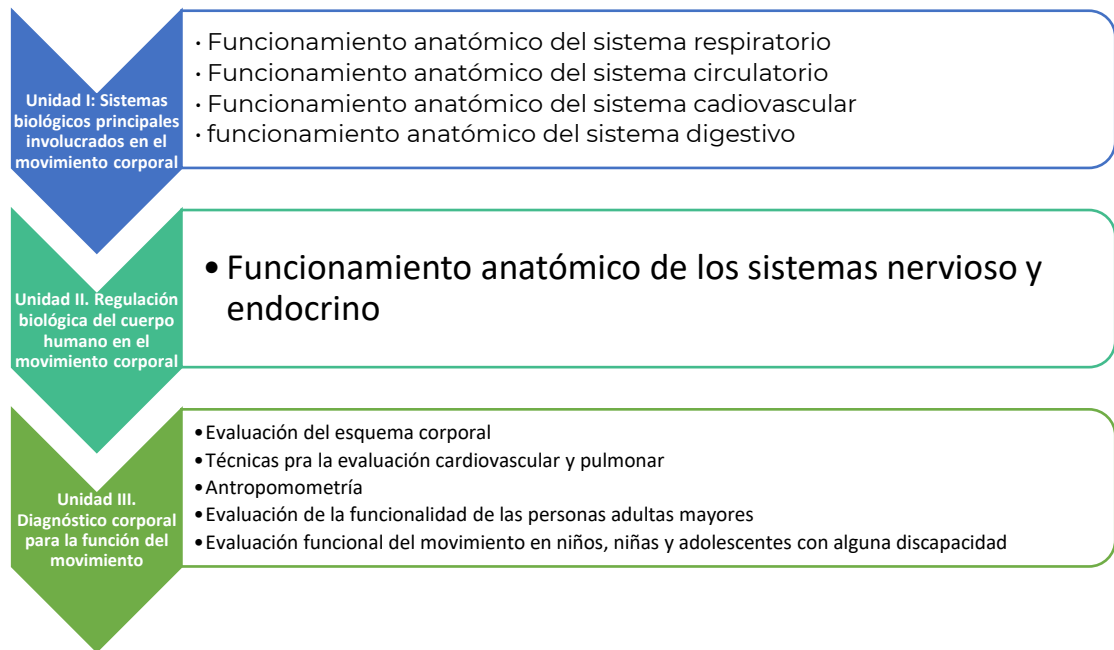 Unidad I: Sistemas
biológicos principales
involucrados en el
movimiento corporal
· Funcionamiento anatómico del sistema respiratorio
· Funcionamiento anatómico del sistema circulatorio
· Funcionamiento anatómico del sistema cadiovascular
· funcionamiento anatómico del sistema digestivo
Unidad II. Regulación
biológica del cuerpo
humano en el
movimiento corporal
• Funcionamiento anatómico de los sistemas nervioso y
endocrino
Unidad III.
Diagnóstico corporal
para la función del
movimiento
•Evaluación del esquema corporal
•Técnicas pra la evaluación cardiovascular y pulmonar
•Antropomometría
•Evaluación de la funcionalidad de las personas adultas mayores
•Evaluación funcional del movimiento en niños, niñas y adolescentes con alguna discapacidad